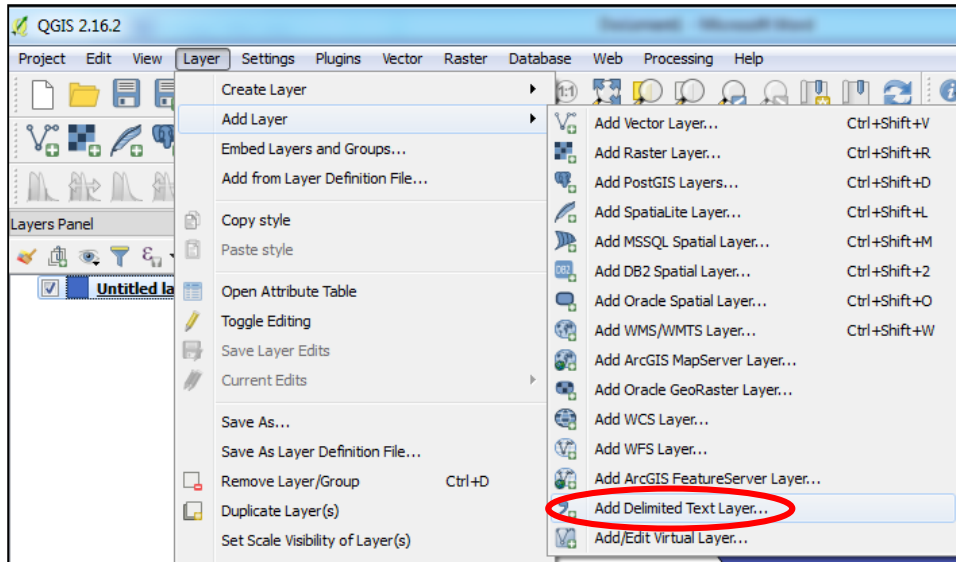 QGIS 2.16.2
Project Edit View Layer Settings Plugins Vector Raster Database Web Processing Help
Create Layer
Add Layer
Embed Layers and Groups...
Add from Layer Definition File...
Layers Panel
Copy style
Paste style
Untitled la
Open Attribute Table
Toggle Editing
Save Layer Edits
Current Edits
Save As...
Save As Layer Definition File...
Remove Layer/Group Ctrl+D
Duplicate Layer(s)
Set Scale Visibility of Layer(s)
1:1
Add Vector Layer... Ctrl+Shift+V
Add Raster Layer... Ctrl+Shift+R
Add PostGIS Layers... Ctrl+Shift+D
Add SpatiaLite Layer... Ctrl+Shift+L
Add MSSQL Spatial Layer... Ctrl+Shift+M
DB2 Add DB2 Spatial Layer... Ctrl+Shift+2
Add Oracle Spatial Layer... Ctrl+Shift+O
Add WMS/WMTS Layer... Ctrl+Shift+W
Add ArcGIS MapServer Layer...
Add Oracle GeoRaster Layer...
Add WCS Layer...
Add WFS Layer...
Add ArcGIS FeatureServer Layer...
Add Delimited Text Layer...
Add/Edit Virtual Layer...